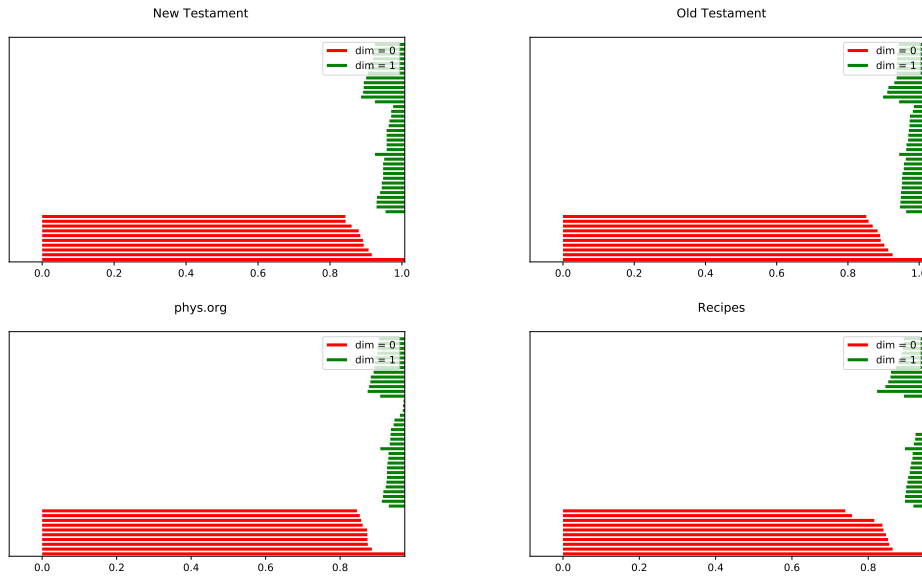 New Testament
dim = 0
dim = 1
0.0 0.2 0.4 0.6 0.8 1.0
Old Testament
dim = 0
dim = 1
0.0 0.2 0.4 0.6 0.8 1.0
phys.org
dim = 0
dim = 1
0.0 0.2 0.4 0.6 0.8
Recipes
dim = 0
dim = 1
0.0 0.2 0.4 0.6 0.8